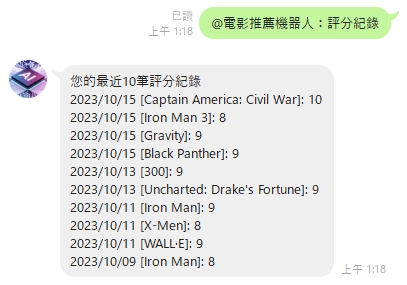 已讀
上午 1:18
@電影推薦機器人：評分紀錄
AI
您的最近10筆評分紀錄
2023/10/15 [Captain America: Civil War]: 10
2023/10/15 [Iron Man 3]: 8
2023/10/15 [Gravity]: 9
2023/10/15 [Black Panther]: 9
2023/10/13 [300]: 9
2023/10/13 [Uncharted: Drake's Fortune]: 9
2023/10/11 [Iron Man]: 9
2023/10/11 [X-Men]: 8
2023/10/11 [WALL·E]: 9
2023/10/09 [Iron Man]: 8
上午 1:18